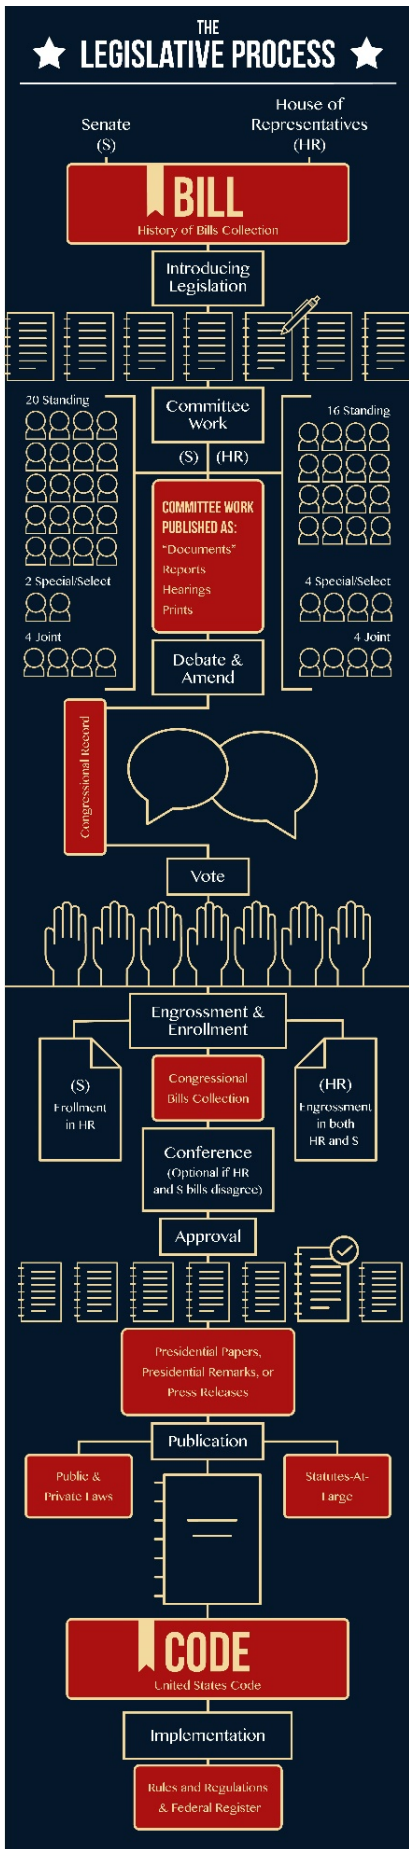 THE
LEGISLATIVE PROCESS
Senate
(S)
House of
Representatives
(HR)
BILL
History of Bills Collection
Introducing
Legislation
Committee
Work
(S) (HR)
20 Standing
2 Special/Select
4 Joint
16 Standing
4 Special/Select
4 Joint
COMMITTEE WORK
PUBLISHED AS:
"Documents"
Reports
Hearings
Prints
Debate &
Amend
Congressional Record
Vote
Engrossment &
Enrollment
(S)
Erollment
in HR
(HR)
Engrossment
in both
HR and S
Congressional
Bills Collection
Conference
(Optional if HR
and S bills disagree)
Approval
Presidential Papers,
Presidential Remarks, or
Press Releases
Publication
Public &
Private Laws
Statutes-At-
Large
CODE
United States Code
Implementation
Rules and Regulations
& Federal Register